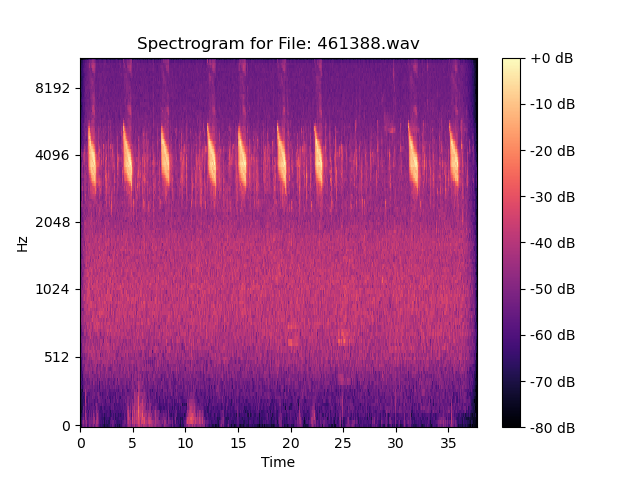 Spectrogram for File: 461388.wav
Hz
8192
4096
2048
1024
512
0
0 5 10 15 20 25 30 35
Time
+0 dB
-10 dB
-20 dB
-30 dB
-40 dB
-50 dB
-60 dB
-70 dB
-80 dB